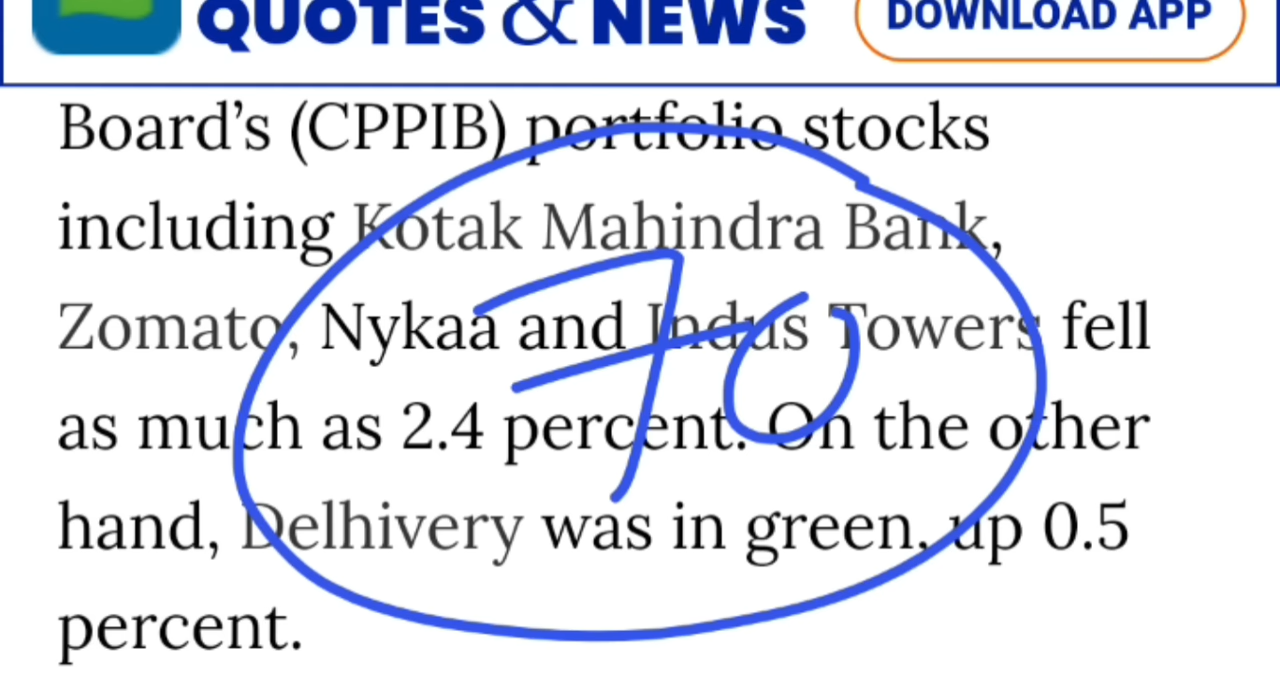 QUOTES & NEWS DOWNLOAD APP
Board’s (CPPIB) portfolio stocks
including Kotak Mahindra Bank,
Zomato, Nykaa and Indus Towers fell
as much as 2.4 percent. On the other
hand, Delhivery was in green, up 0.5
percent.
70